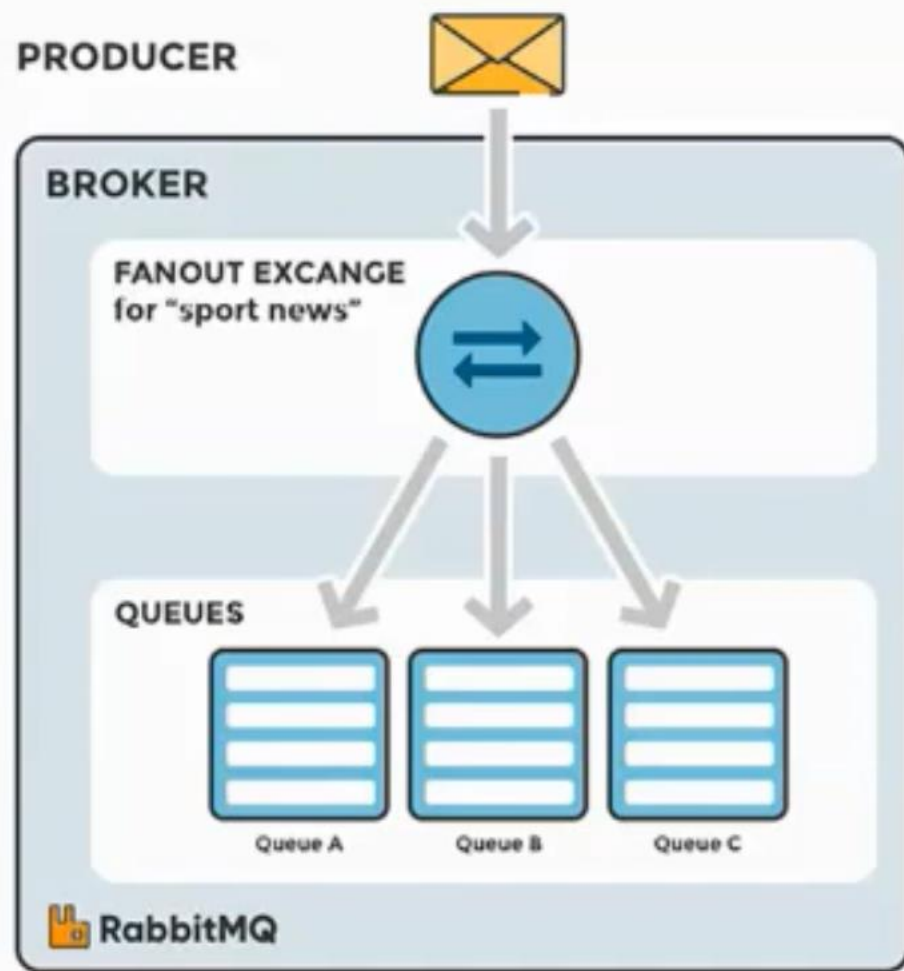 PRODUCER
BROKER
FANOUT EXCANGE
for "sport news"
QUEUES
Queue A
Queue B
Queue C
RabbitMQ